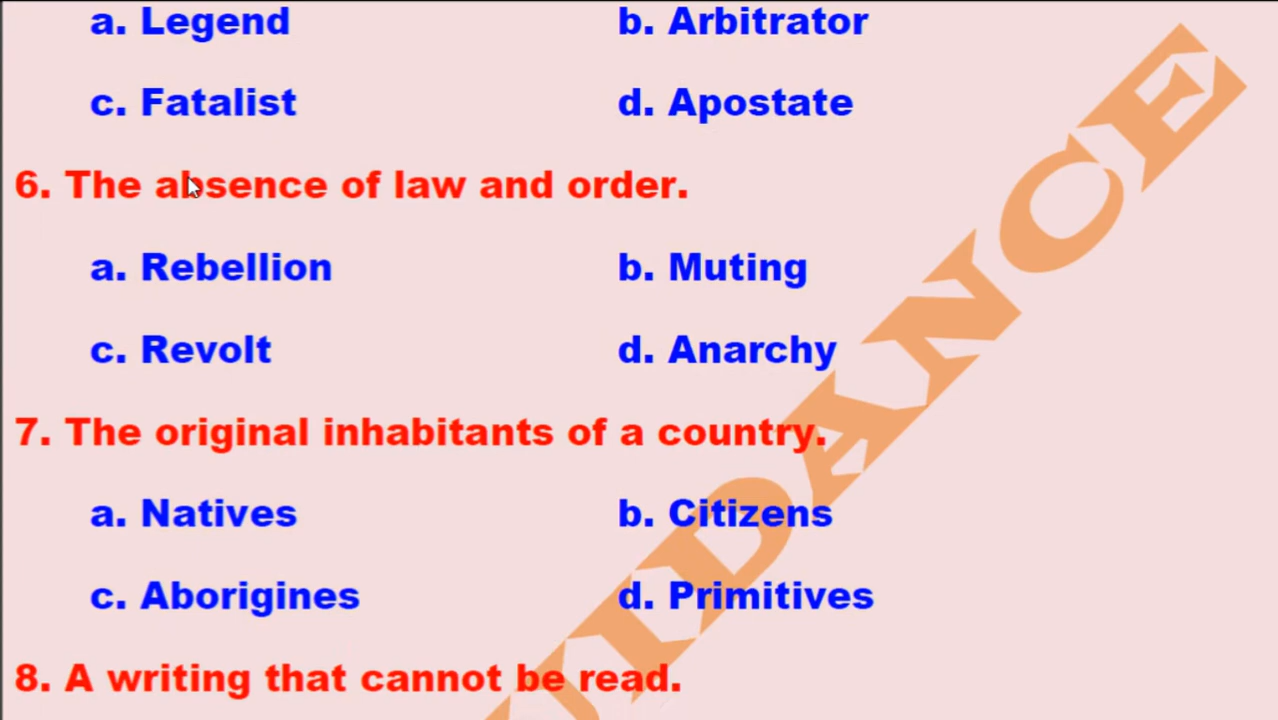 a. Legend b. Arbitrator
c. Fatalist d. Apostate
6. The absence of law and order.
a. Rebellion b. Muting
c. Revolt d. Anarchy
7. The original inhabitants of a country.
a. Natives b. Citizens
c. Aborigines d. Primitives
8. A writing that cannot be read.